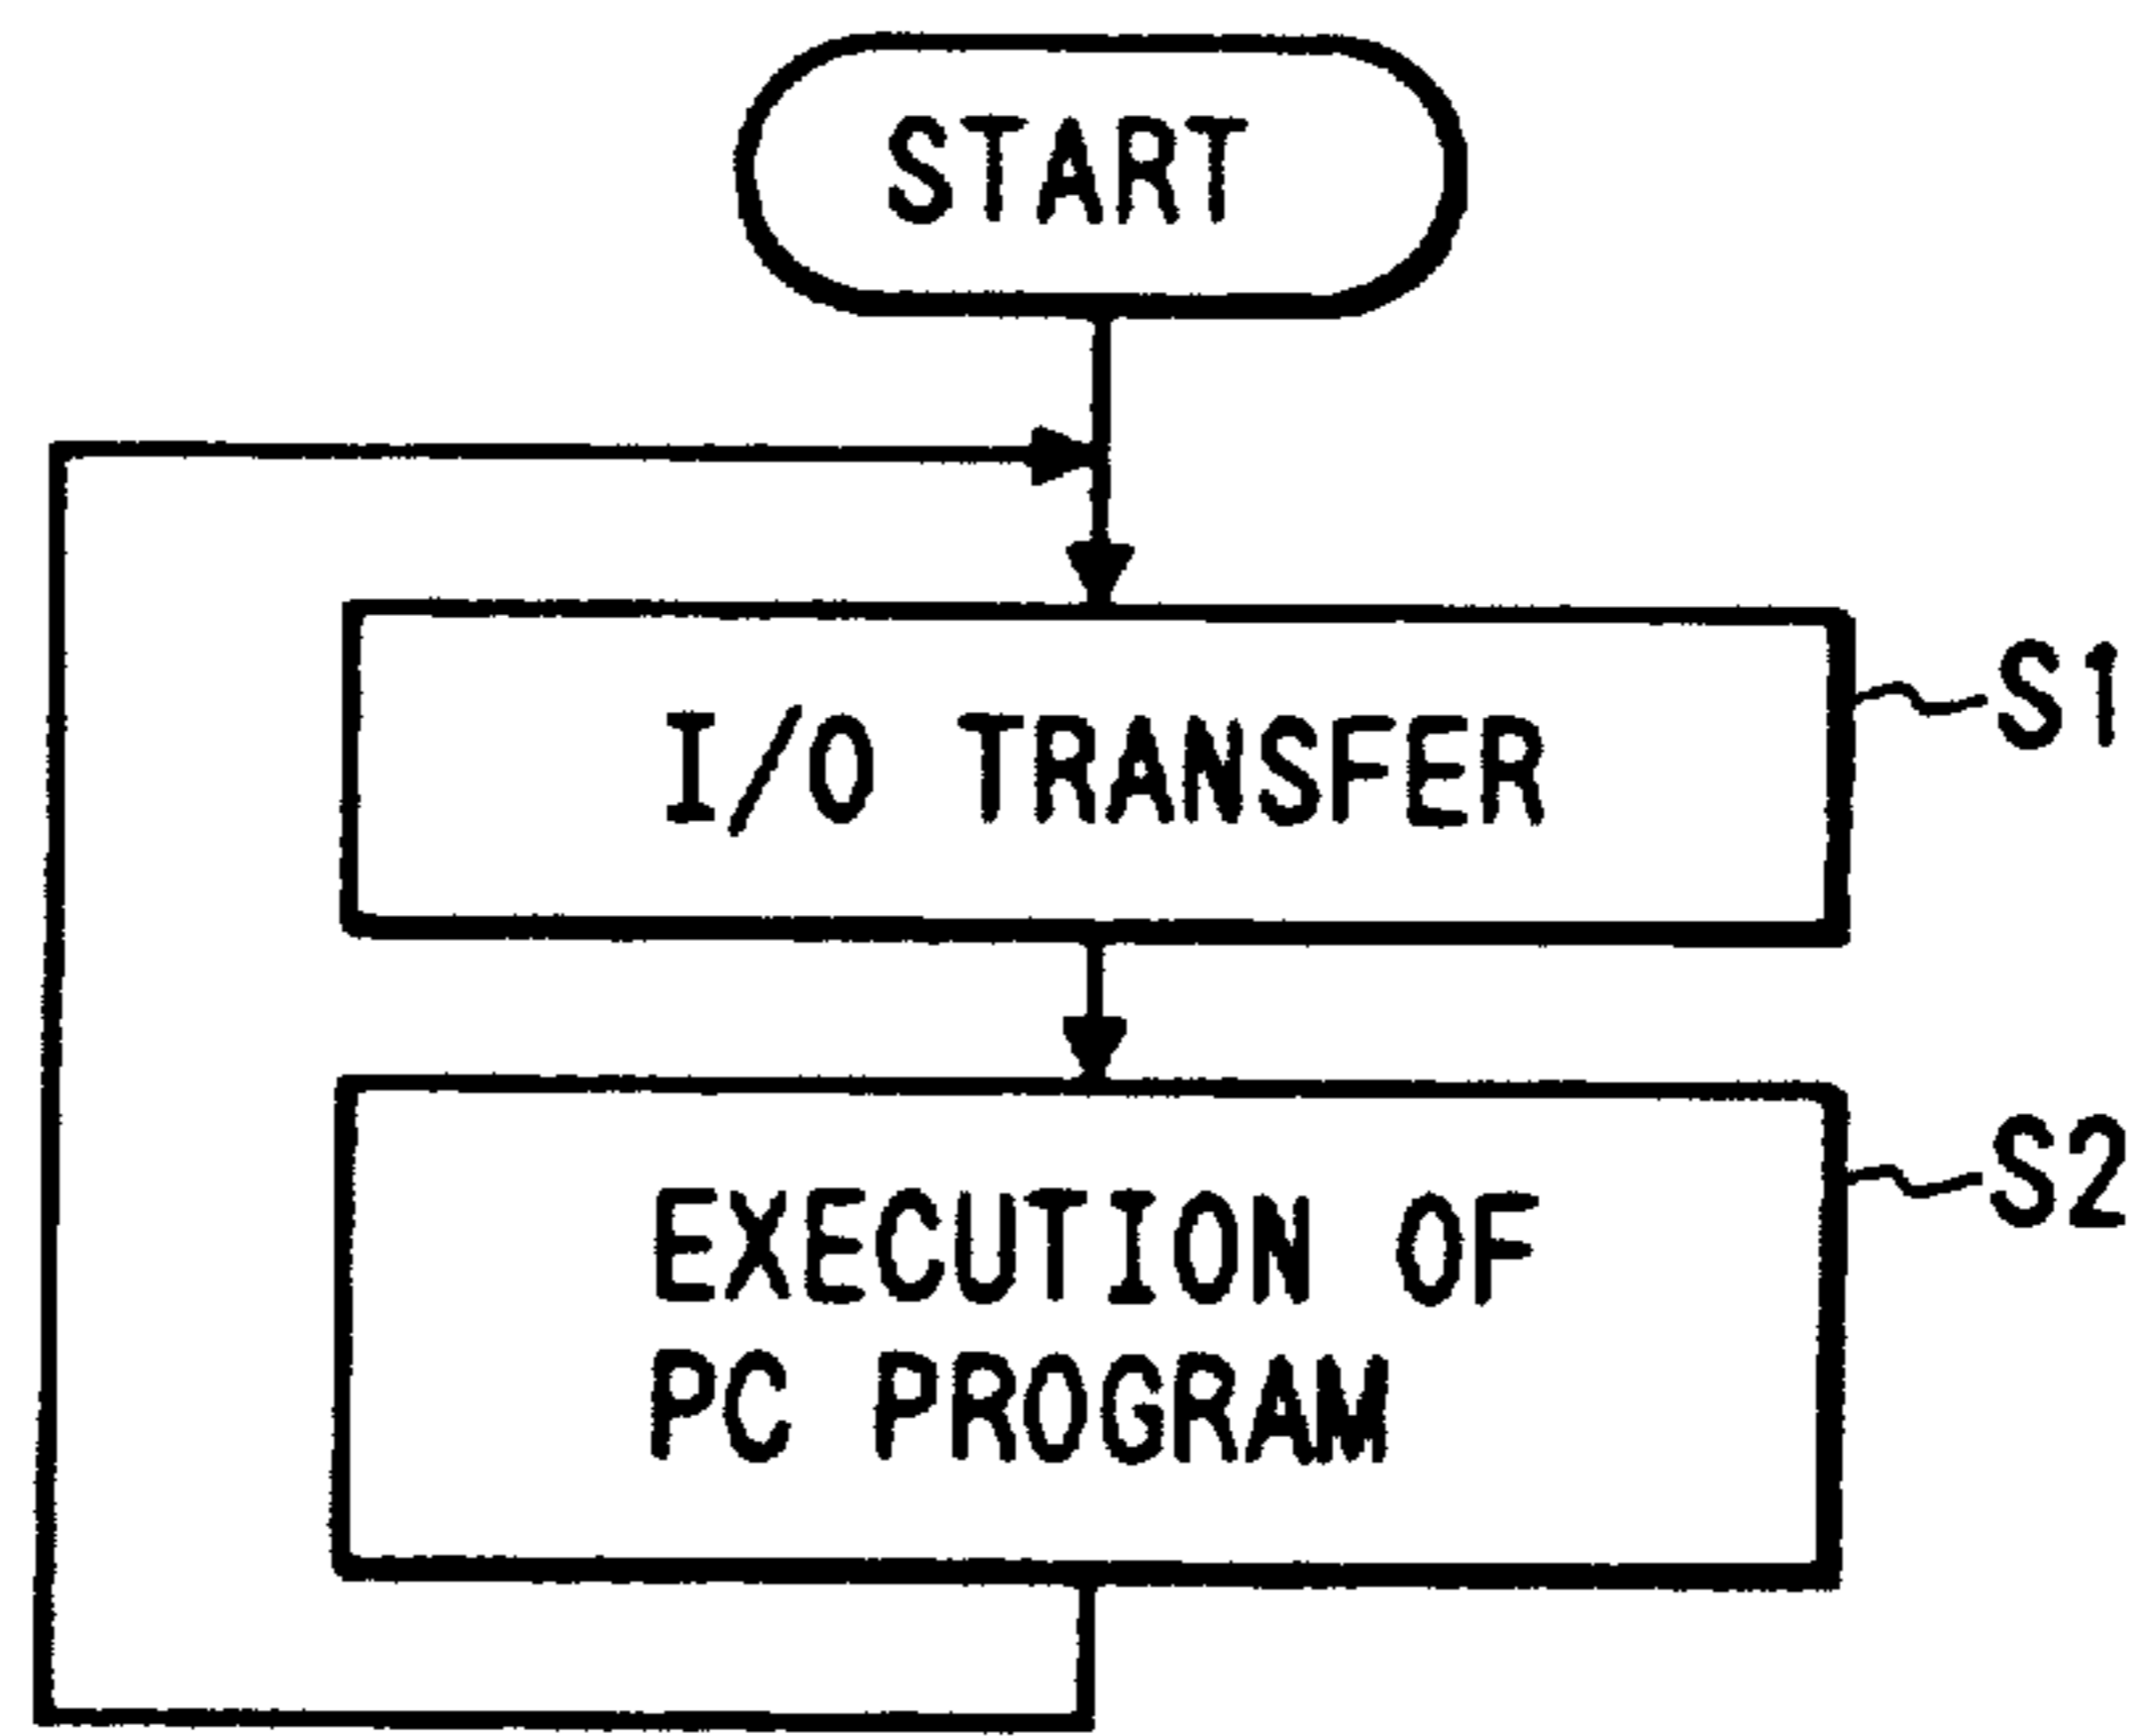 START
I/O TRANSFER
S1
EXECUTION OF
PC PROGRAM
S2